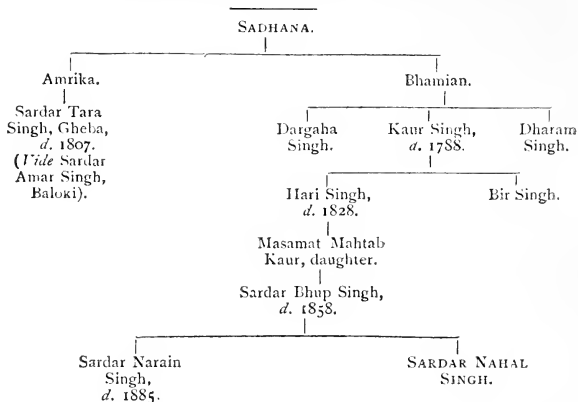 SADHANA.
Amrika.
Bhamian.
Sardar Tara
Singh, Gheba,
d. 1807.
(Vide Sardar
Amar Singh,
Baloki).
Dargaha
Singh.
Kaur Singh,
d. 1788.
Dharam
Singh.
Hari Singh,
d. 1828.
Bir Singh.
Masamat Mahtab
Kaur, daughter.
Sardar Bhup Singh,
d. 1858.
Sardar Narain
Singh,
d. 1885.
SARDAR NAHAL
SINGH.